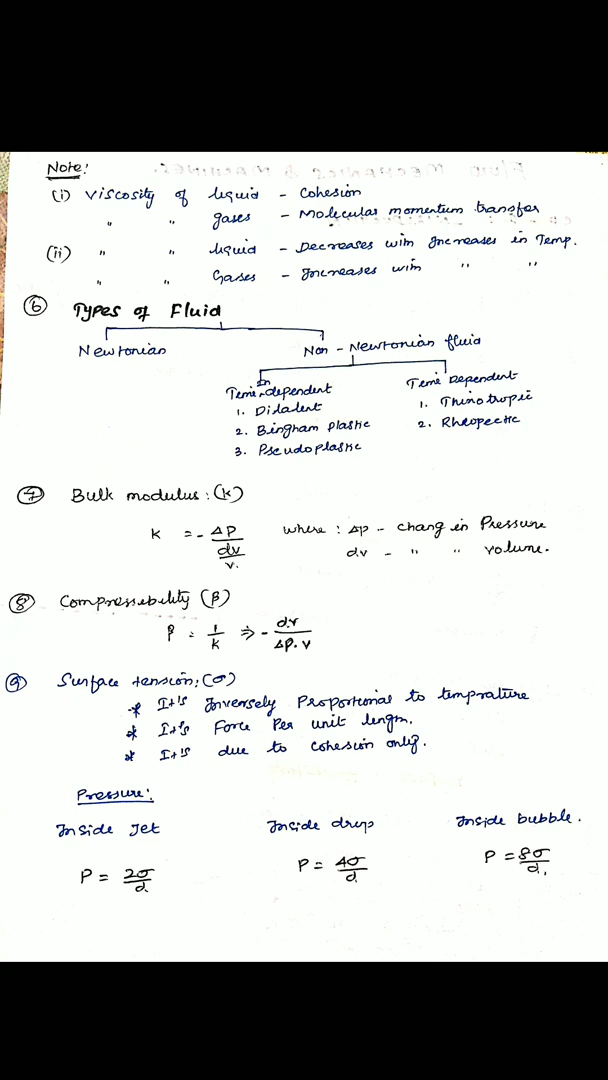 Note:
(i) Viscosity of liquid - Cohesion
" " gases - Molecular momentum transfer
(ii) " " liquid - Decreases with Increases in Temp.
" " Gases - Increases with " "
⑥ Types of Fluid
Newtonian Non - Newtonian fluid
Time independent Time Dependent
1. Dilalent 1. Thinotropic
2. Bingham Plastic 2. Rheopectic
3. Pseudoplastic
⑦ Bulk modulus : (K)
K = - ΔP / (dv / v.) where : Δp - chang in Pressure
dv - " " volume.
⑧ Compressebility (β)
β = 1/K ⇒ - dv / ΔP.V
⑨ Surface tension : (σ)
* It's Inversely Proportional to temprature
* It's Force Per unit length.
* It's due to cohesion only.
Pressure :
Inside Jet Inside drop Inside bubble.
P = 2σ/d P = 4σ/d P = 8σ/d.